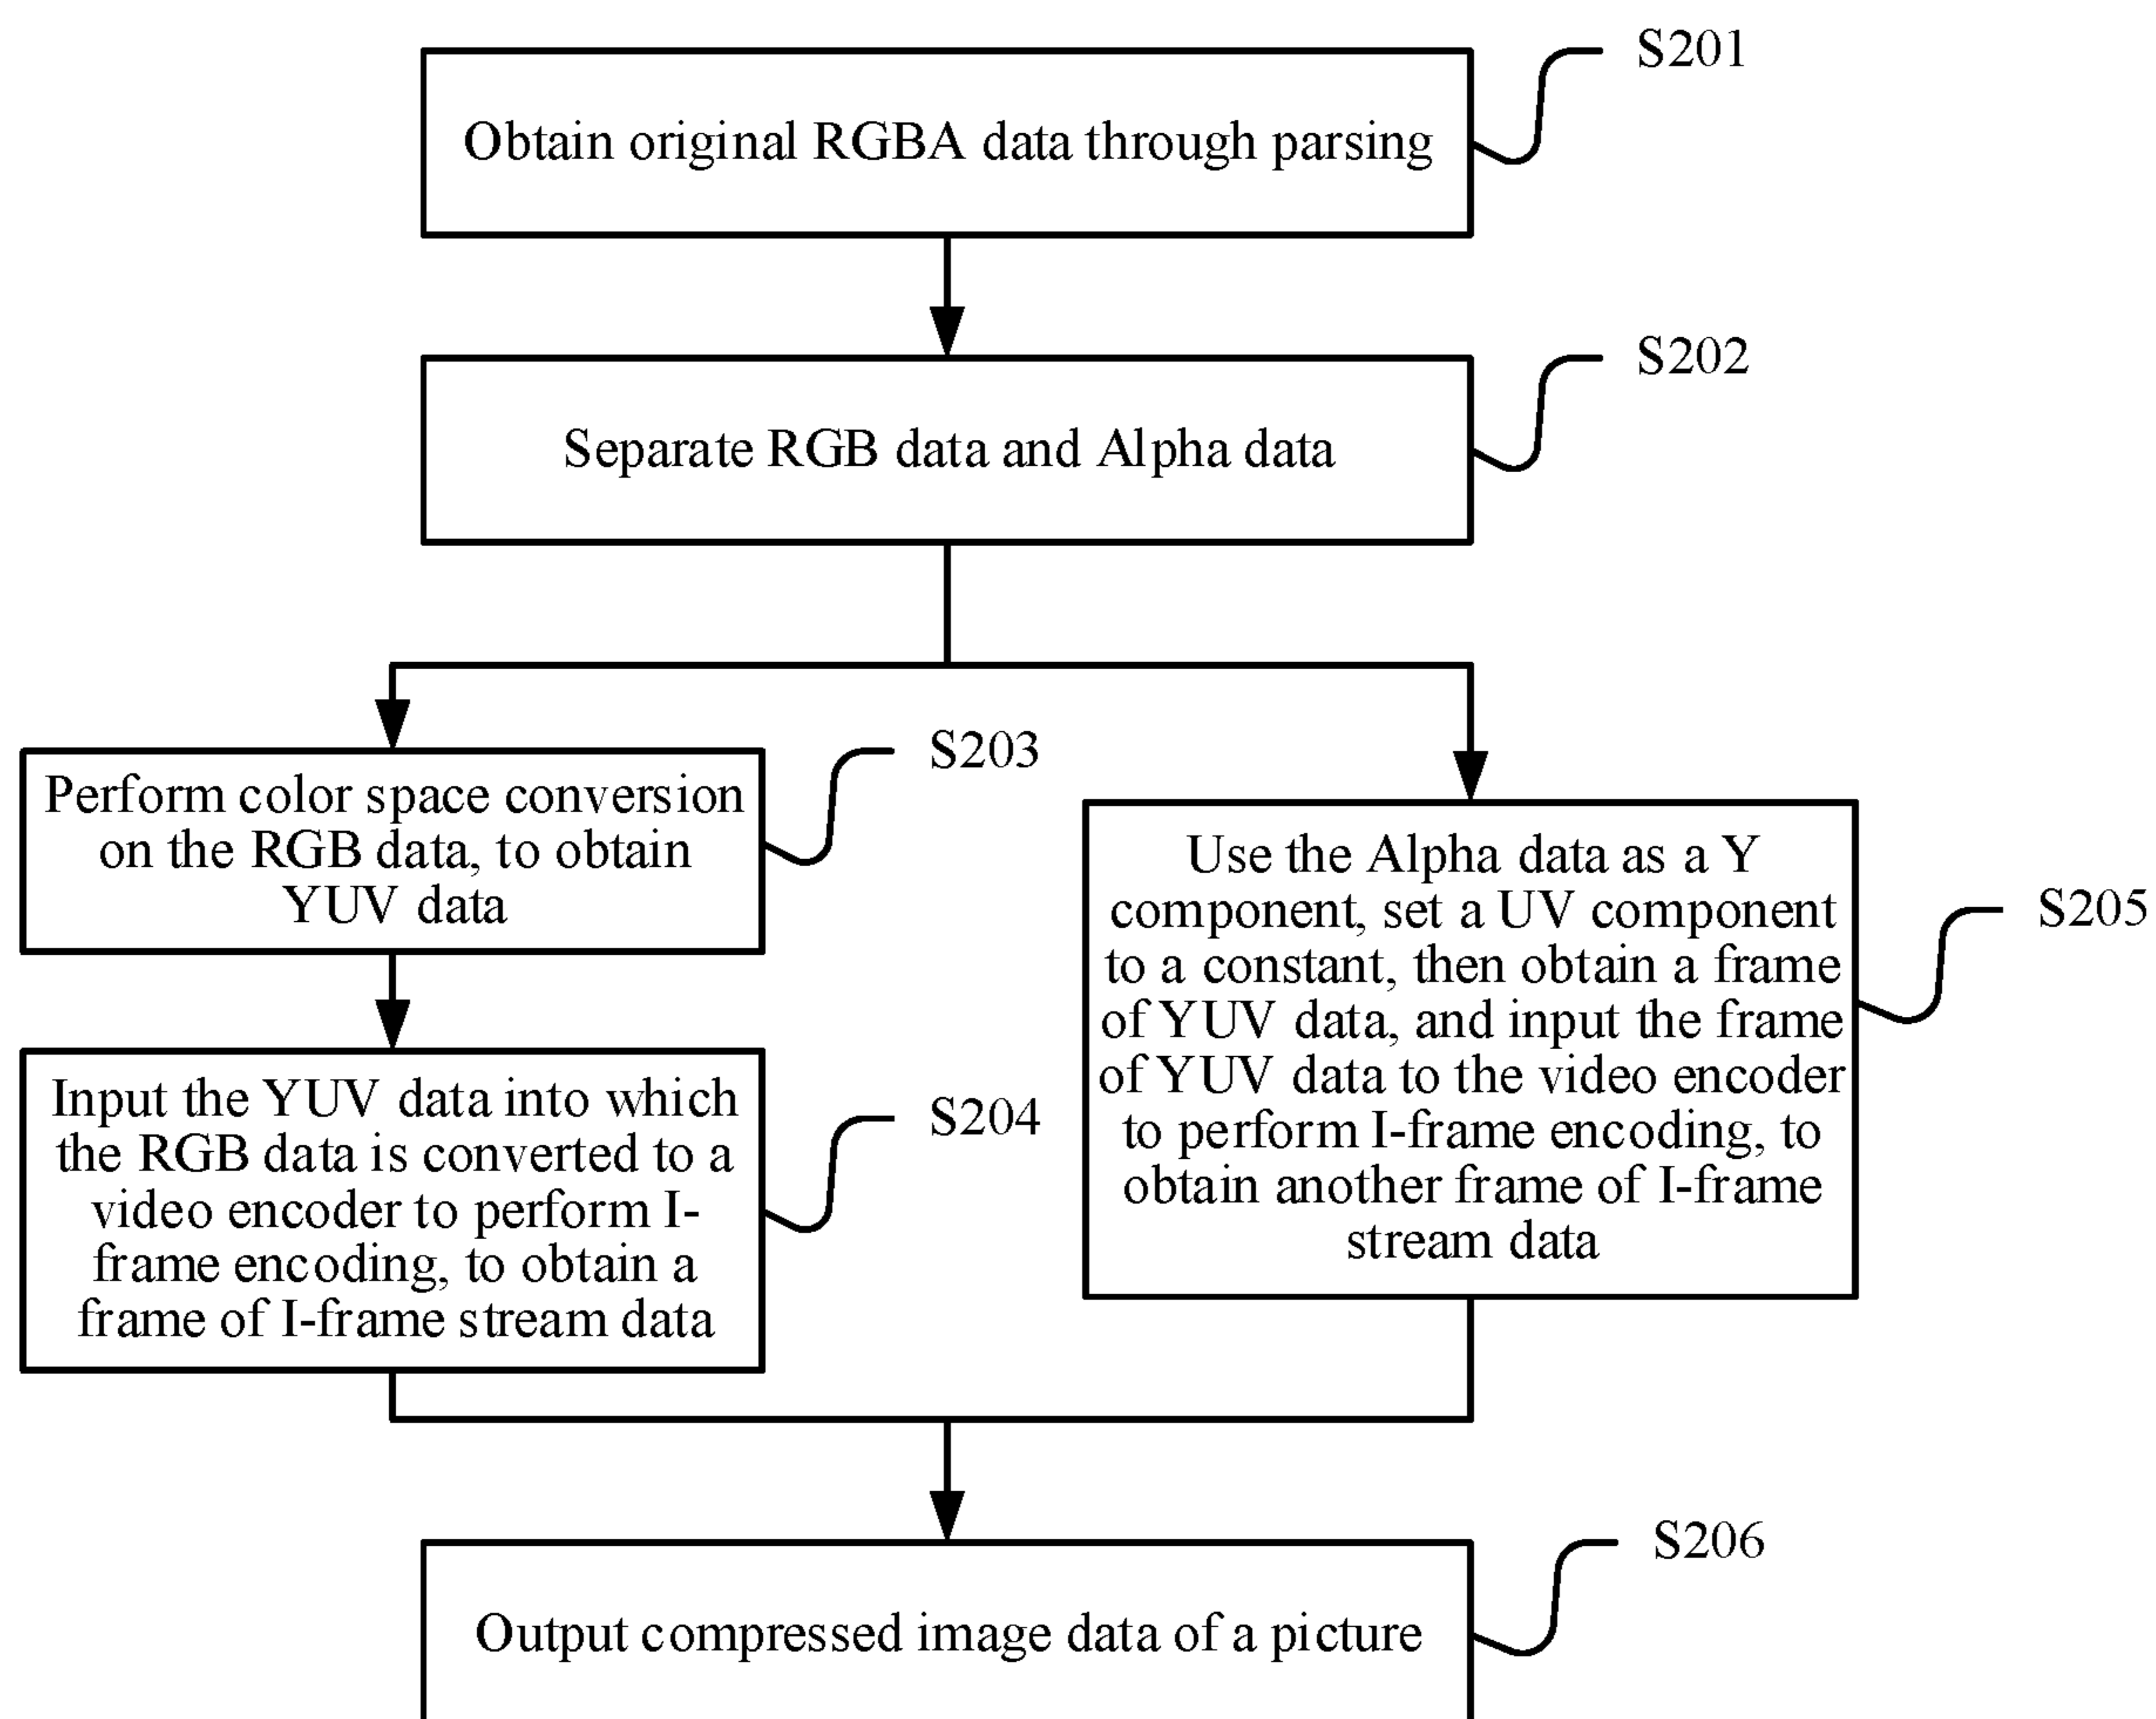 S201
Obtain original RGBA data through parsing
S202
Separate RGB data and Alpha data
S203
Perform color space conversion
on the RGB data, to obtain
YUV data
S204
Input the YUV data into which
the RGB data is converted to a
video encoder to perform I-
frame encoding, to obtain a
frame of I-frame stream data
S205
Use the Alpha data as a Y
component, set a UV component
to a constant, then obtain a frame
of YUV data, and input the frame
of YUV data to the video encoder
to perform I-frame encoding, to
obtain another frame of I-frame
stream data
S206
Output compressed image data of a picture